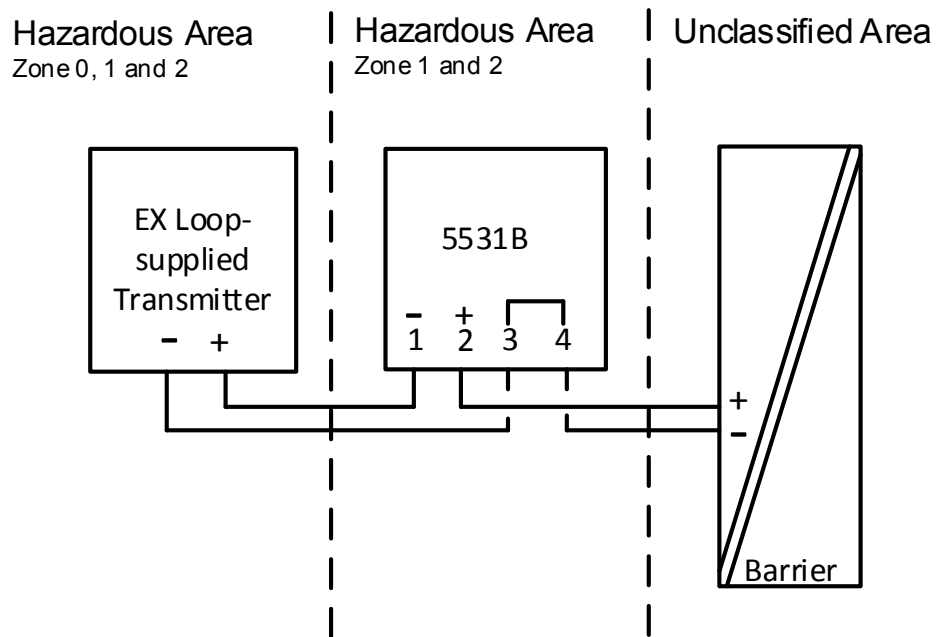 Hazardous Area
Zone 0, 1 and 2
Hazardous Area
Zone 1 and 2
Unclassified Area
EX Loop-
supplied
Transmitter
- +
5531B
- +
1 2 3 4
+
-
Barrier